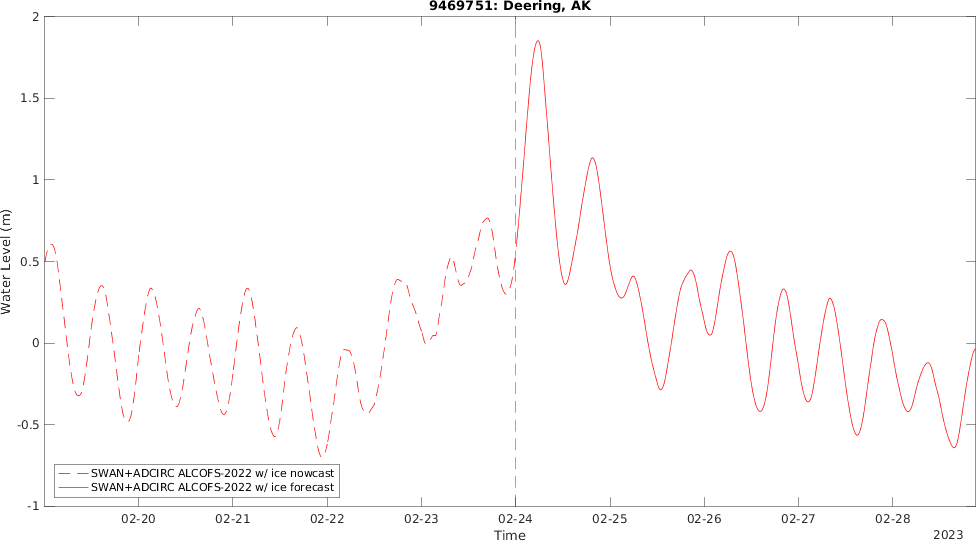 9469751: Deering, AK
2
1.5
1
0.5
0
-0.5
-1
Water Level (m)
SWAN+ADCIRC ALCOFS-2022 w/ ice nowcast
SWAN+ADCIRC ALCOFS-2022 w/ ice forecast
02-20 02-21 02-22 02-23 02-24 02-25 02-26 02-27 02-28
Time
2023